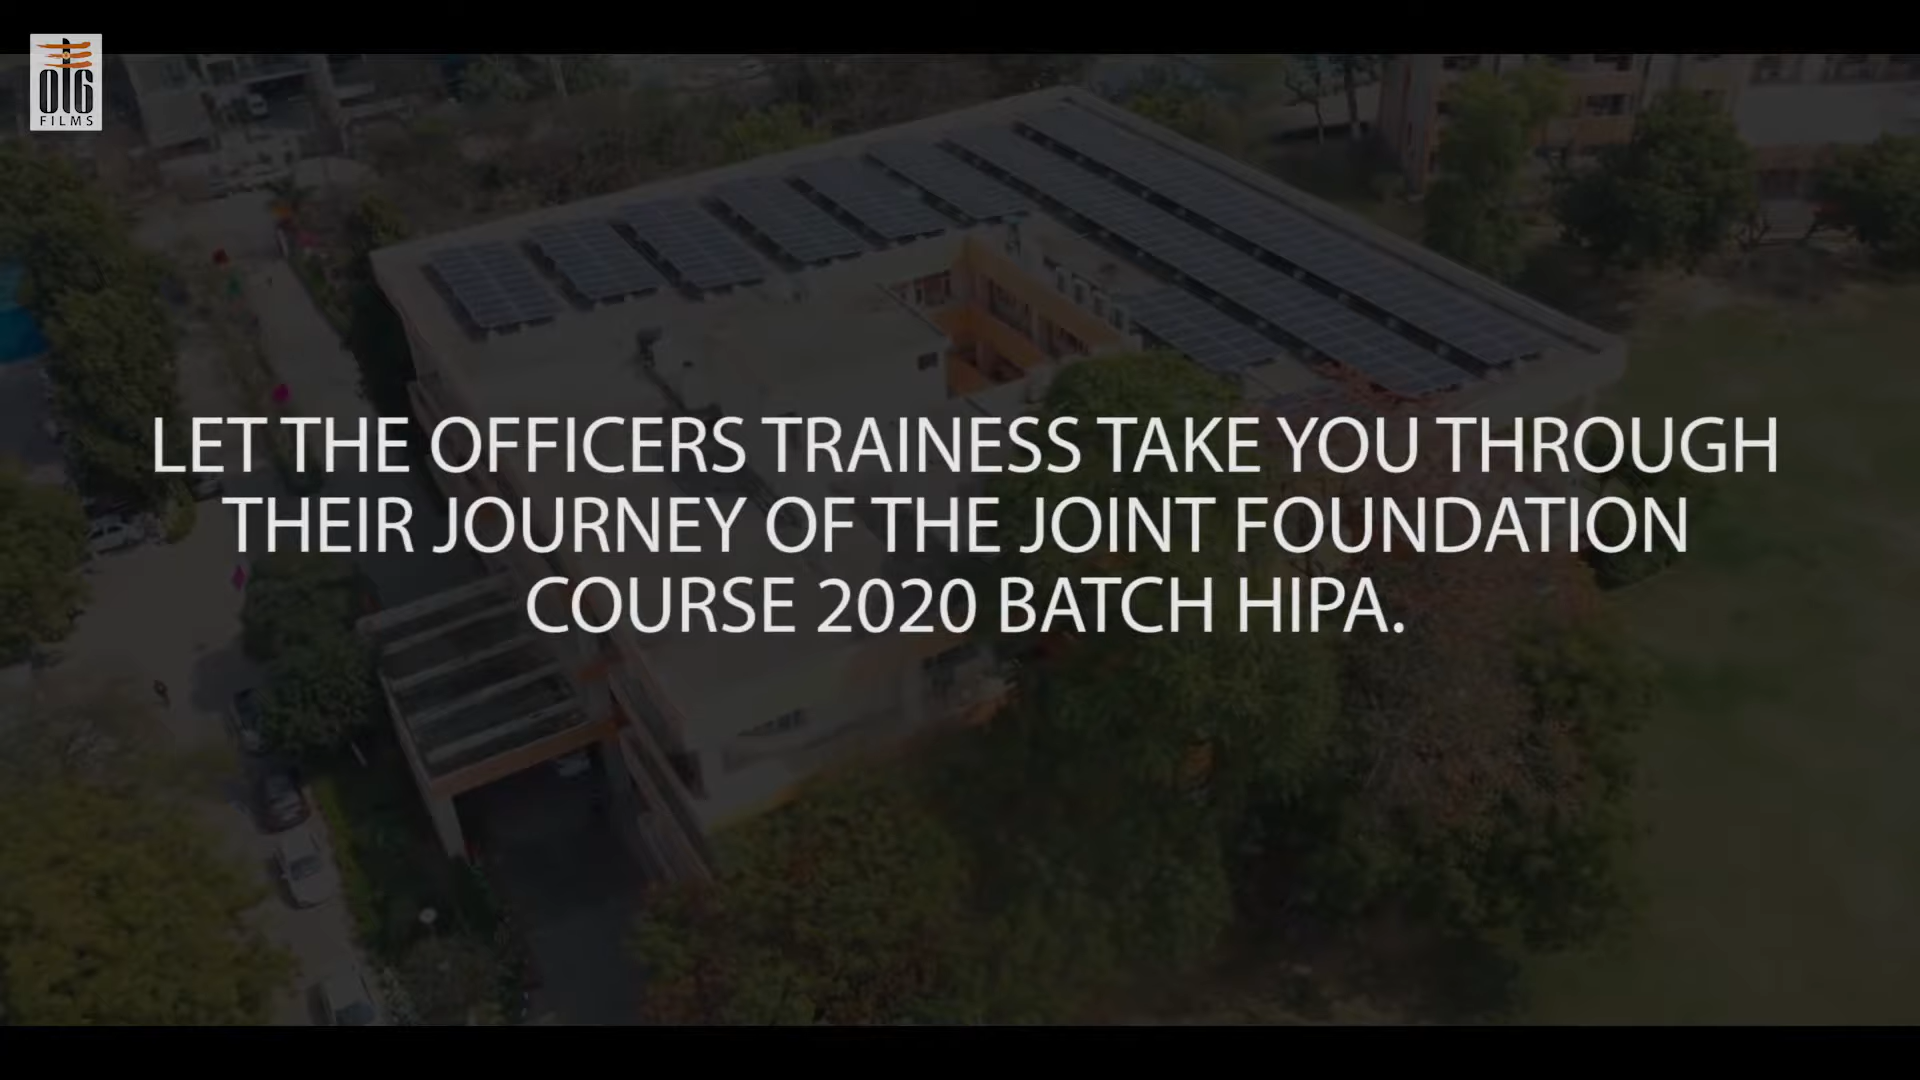 OTG
FILMS
LET THE OFFICERS TRAINESS TAKE YOU THROUGH
THEIR JOURNEY OF THE JOINT FOUNDATION
COURSE 2020 BATCH HIPA.